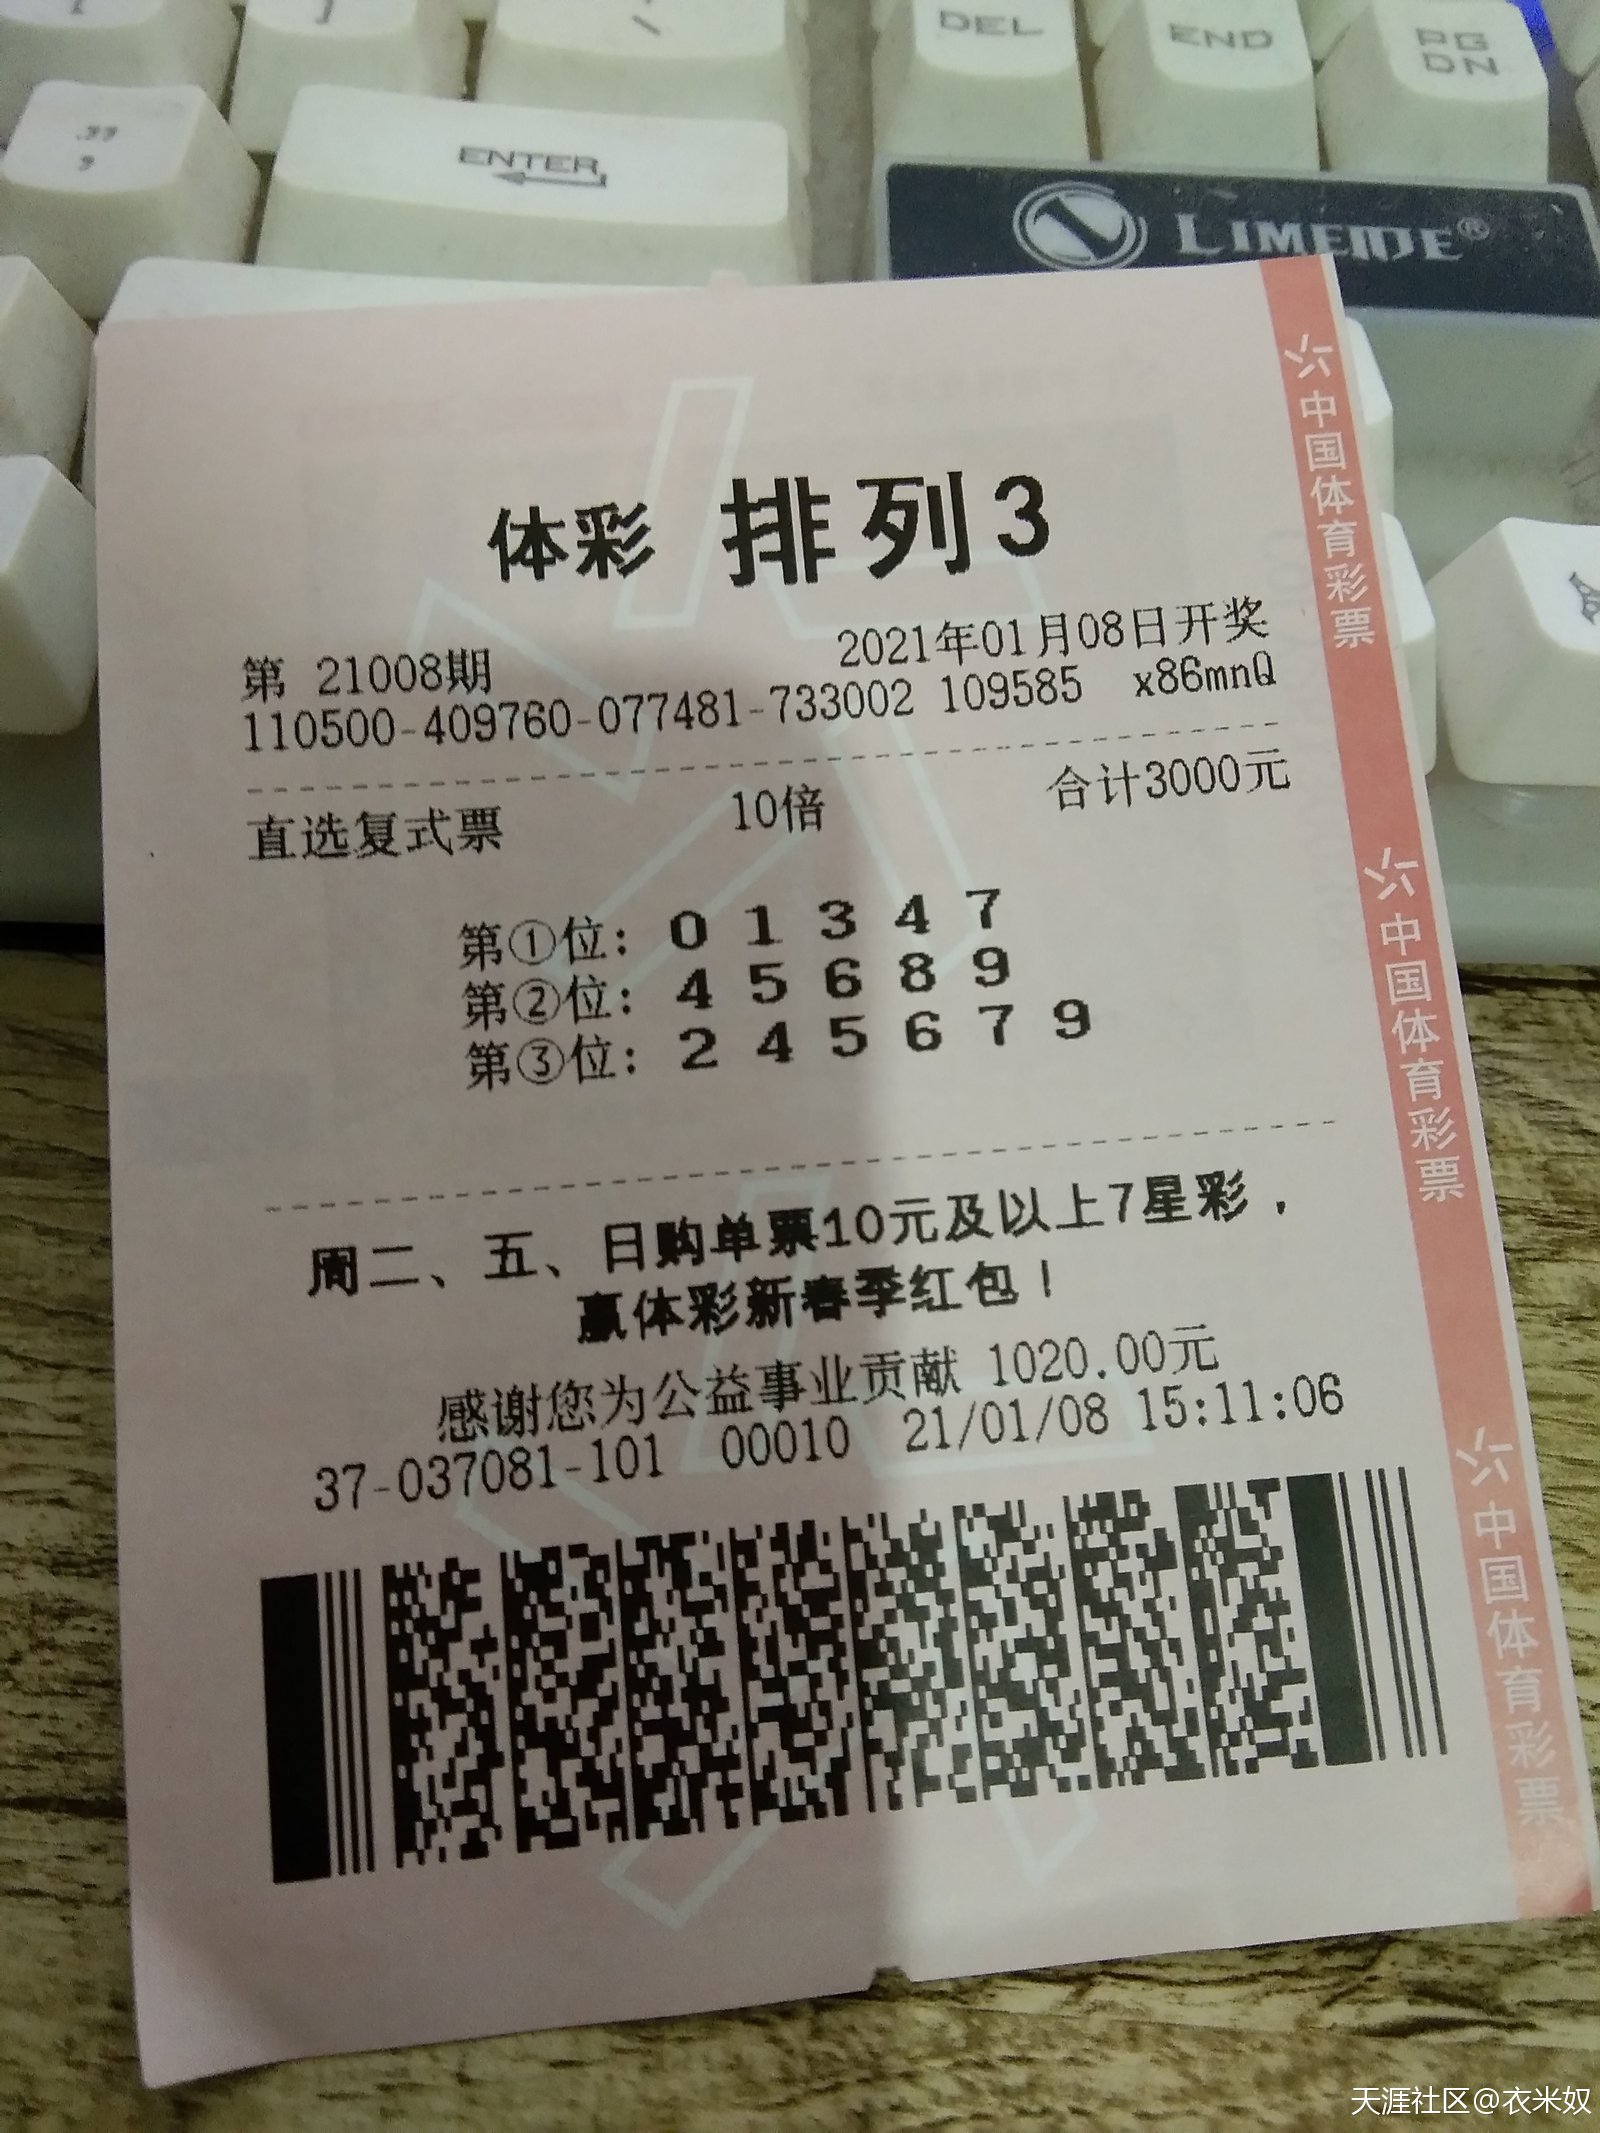 DEL
END
PG
DN
ENTER
LIMEIDE®
体彩 排列3
第 21008期
2021年01月08日开奖
110500-409760-077481-733002 109585 x86mnQ
直选复式票 10倍 合计3000元
第①位: 0 1 3 4 7
第②位: 4 5 6 8 9
第③位: 2 4 5 6 7 9
周二、五、日购单票10元及以上7星彩，
赢体彩新春季红包！
感谢您为公益事业贡献 1020.00元
37-037081-101 00010 21/01/08 15:11:06
中国体育彩票
中国体育彩票
中国体育彩票
天涯社区@衣米奴